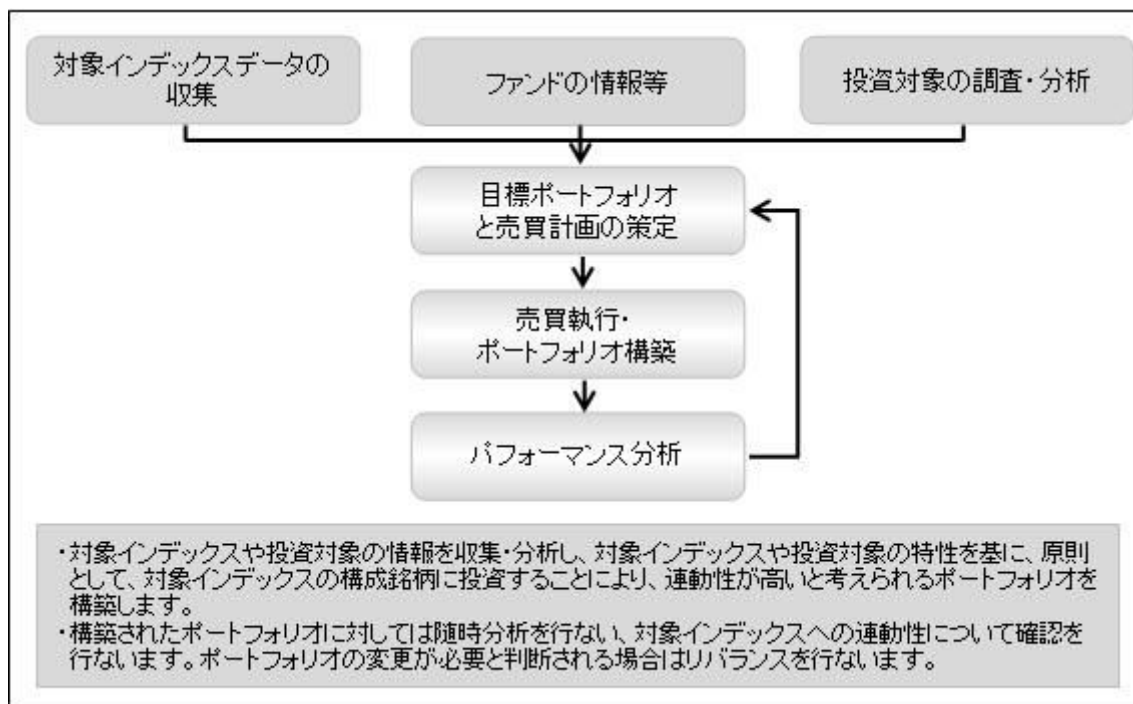 対象インデックスデータの
収集
ファンドの情報等
投資対象の調査・分析
目標ポートフォリオ
と売買計画の策定
売買執行・
ポートフォリオ構築
パフォーマンス分析
・対象インデックスや投資対象の情報を収集・分析し、対象インデックスや投資対象の特性を基に、原則
として、対象インデックスの構成銘柄に投資することにより、連動性が高いと考えられるポートフォリオを
構築します。
・構築されたポートフォリオに対しては随時分析を行ない、対象インデックスへの連動性について確認を
行ないます。ポートフォリオの変更が必要と判断される場合はリバランスを行ないます。